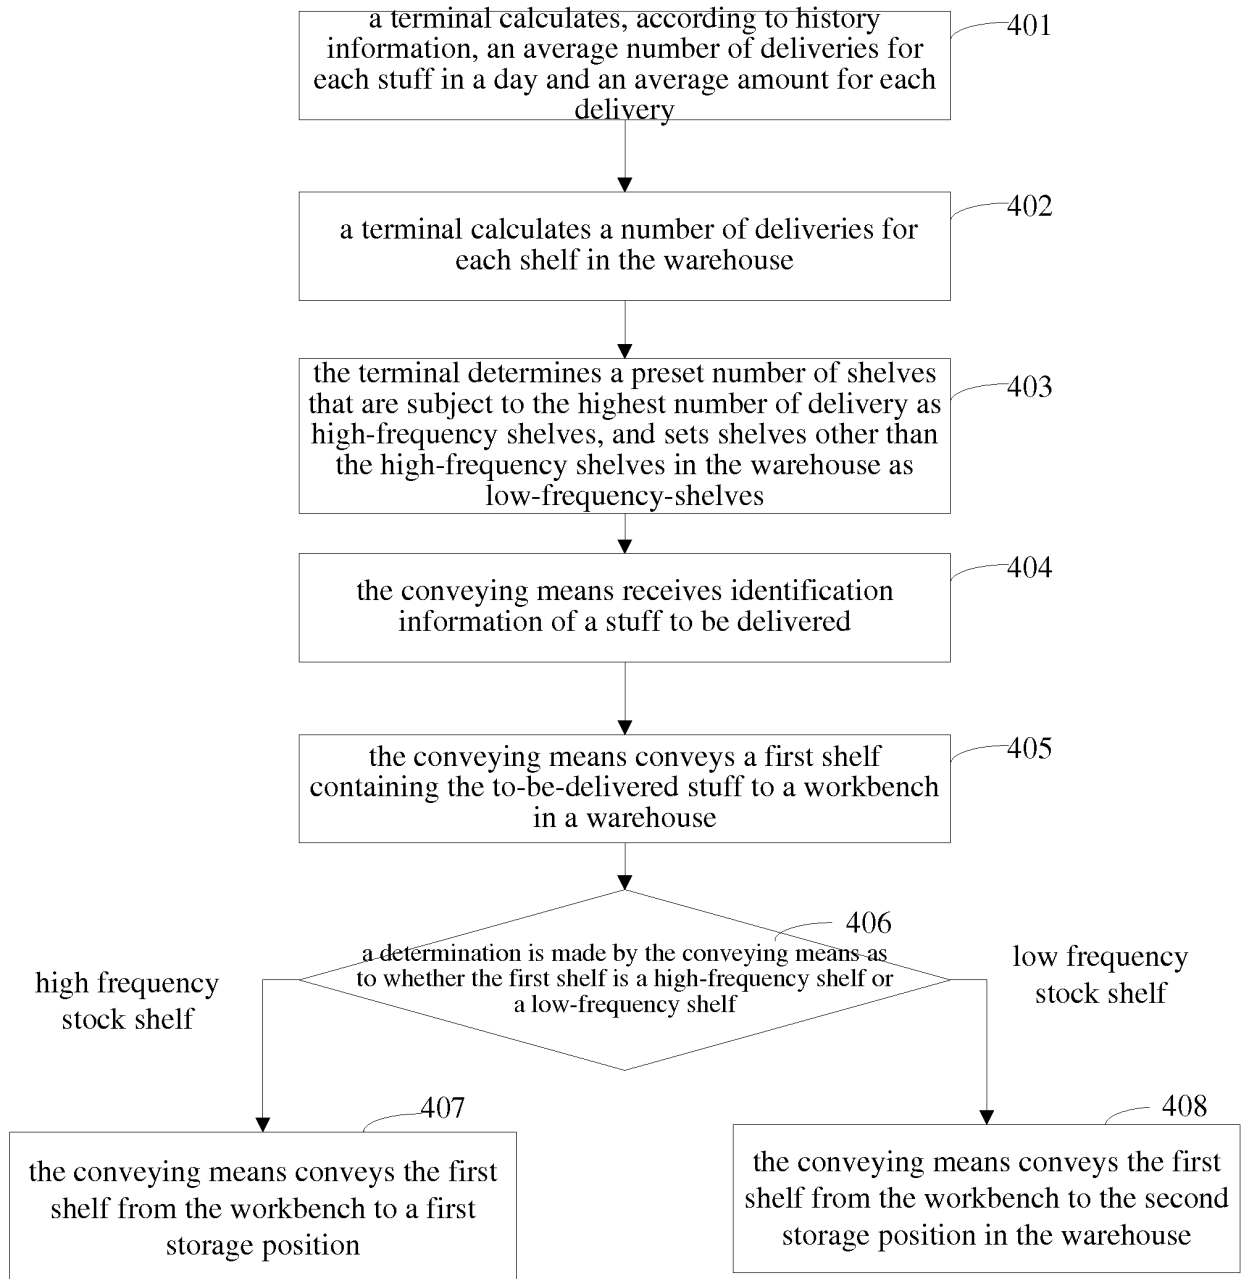 a terminal calculates, according to history
information, an average number of deliveries for
each stuff in a day and an average amount for each
delivery
401
a terminal calculates a number of deliveries for
each shelf in the warehouse
402
the terminal determines a preset number of shelves
that are subject to the highest number of delivery as
high-frequency shelves, and sets shelves other than
the high-frequency shelves in the warehouse as
low-frequency-shelves
403
the conveying means receives identification
information of a stuff to be delivered
404
the conveying means conveys a first shelf
containing the to-be-delivered stuff to a workbench
in a warehouse
405
406
a determination is made by the conveying means as
to whether the first shelf is a high-frequency shelf or
a low-frequency shelf
high frequency
stock shelf
low frequency
stock shelf
407
the conveying means conveys the first
shelf from the workbench to a first
storage position
408
the conveying means conveys the first
shelf from the workbench to the second
storage position in the warehouse